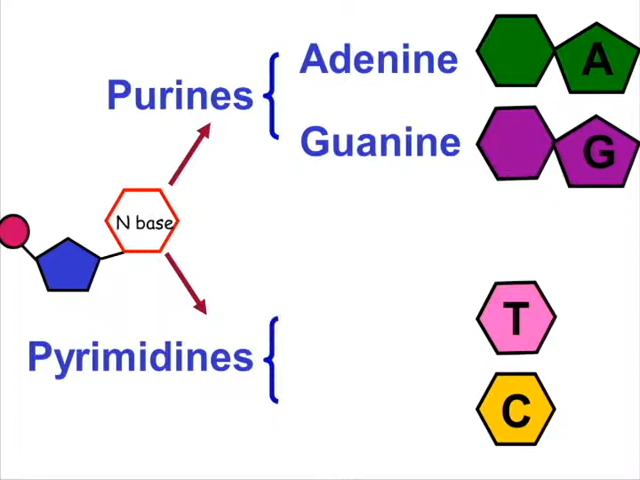 Adenine A
Purines
Guanine G
N base
T
Pyrimidines
C